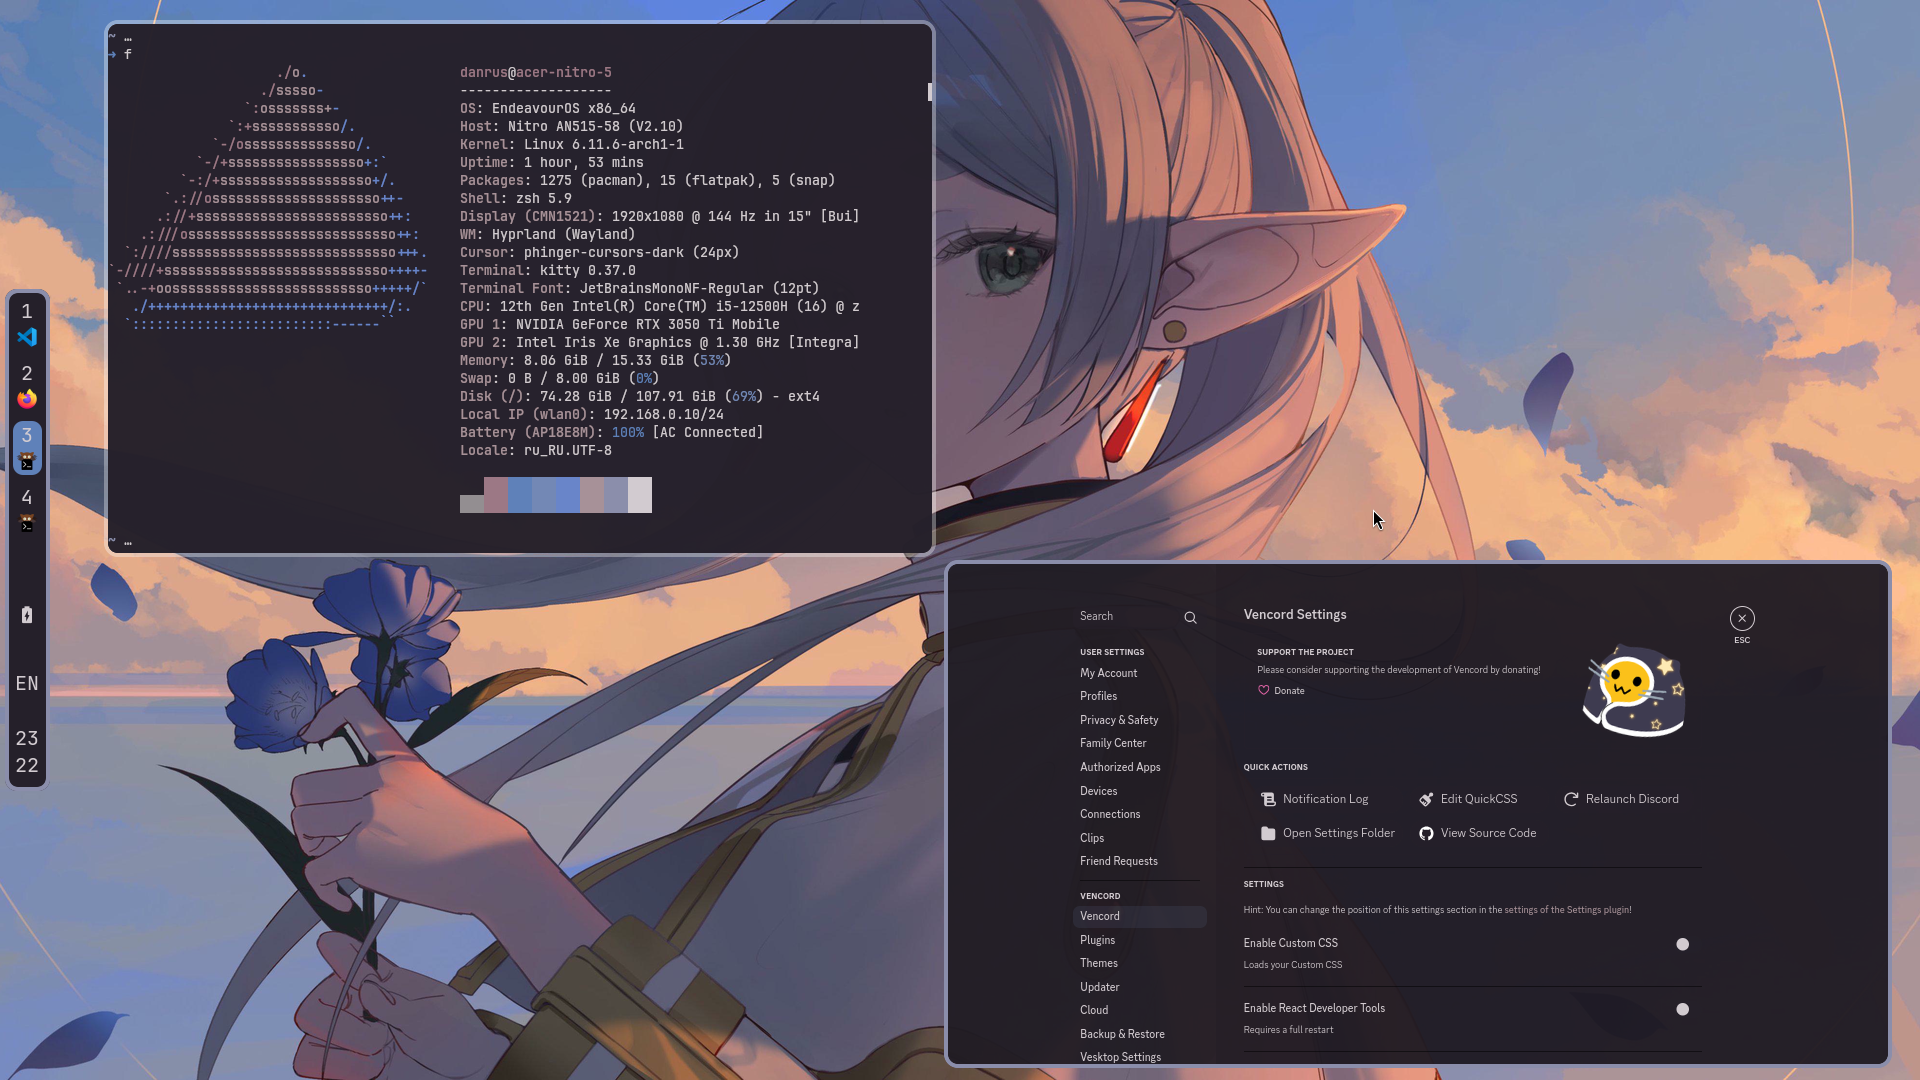 ~ …
→ f
./o.
./sssso-
`:osssssss+-
`:+sssssssssso/.
`-/ossssssssssssso/.
`-/+sssssssssssssssso+:`
`-:/+sssssssssssssssssso+/.
`.://osssssssssssssssssssso++-
.://+ssssssssssssssssssssssso++:
.:///ossssssssssssssssssssssssso++:
`:////ssssssssssssssssssssssssssso+++.
`-////+ssssssssssssssssssssssssssso++++-
`..-+oosssssssssssssssssssssssso+++++/`
./++++++++++++++++++++++++++++++/:.
`:::::::::::::::::::::::::------``
danrus@acer-nitro-5
-------------------
OS: EndeavourOS x86_64
Host: Nitro AN515-58 (V2.10)
Kernel: Linux 6.11.6-arch1-1
Uptime: 1 hour, 53 mins
Packages: 1275 (pacman), 15 (flatpak), 5 (snap)
Shell: zsh 5.9
Display (CMN1521): 1920x1080 @ 144 Hz in 15" [Bui]
WM: Hyprland (Wayland)
Cursor: phinger-cursors-dark (24px)
Terminal: kitty 0.37.0
Terminal Font: JetBrainsMonoNF-Regular (12pt)
CPU: 12th Gen Intel(R) Core(TM) i5-12500H (16) @ z
GPU 1: NVIDIA GeForce RTX 3050 Ti Mobile
GPU 2: Intel Iris Xe Graphics @ 1.30 GHz [Integra]
Memory: 8.06 GiB / 15.33 GiB (53%)
Swap: 0 B / 8.00 GiB (0%)
Disk (/): 74.28 GiB / 107.91 GiB (69%) - ext4
Local IP (wlan0): 192.168.0.10/24
Battery (AP18E8M): 100% [AC Connected]
Locale: ru_RU.UTF-8
~ …
1
2
3
4
EN
23
22
Search
USER SETTINGS
My Account
Profiles
Privacy & Safety
Family Center
Authorized Apps
Devices
Connections
Clips
Friend Requests
VENCORD
Vencord
Plugins
Themes
Updater
Cloud
Backup & Restore
Vesktop Settings
Vencord Settings
ESC
SUPPORT THE PROJECT
Please consider supporting the development of Vencord by donating!
Donate
QUICK ACTIONS
Notification Log
Edit QuickCSS
Relaunch Discord
Open Settings Folder
View Source Code
SETTINGS
Hint: You can change the position of this settings section in the settings of the Settings plugin!
Enable Custom CSS
Loads your Custom CSS
Enable React Developer Tools
Requires a full restart